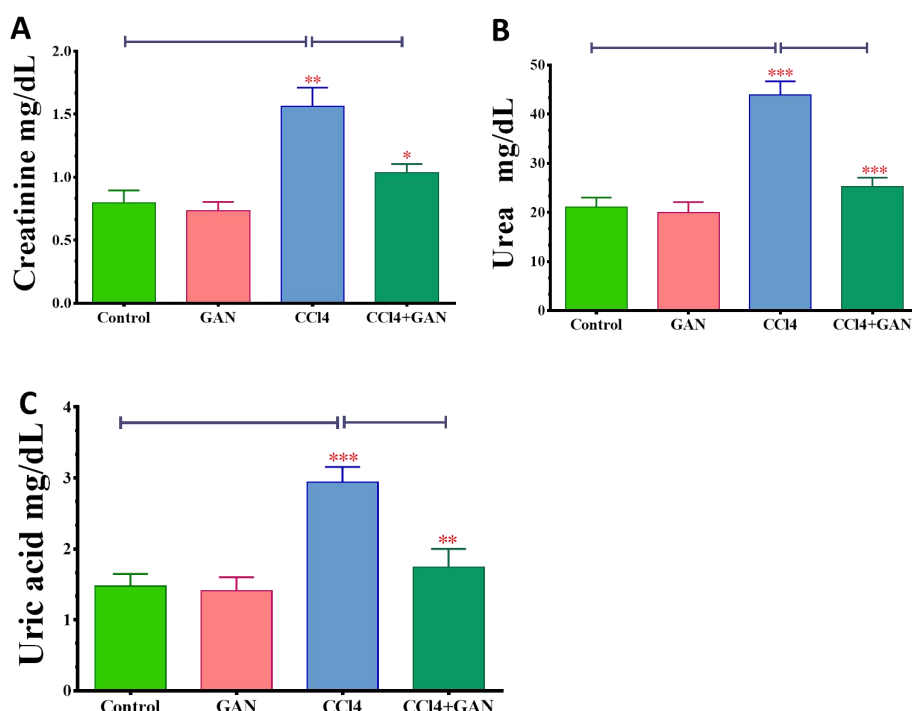 A
Creatinine mg/dL
2.0
1.5
1.0
0.5
0.0
**
*
Control GAN CCl4 CCl4+GAN
B
Urea mg/dL
50
40
30
20
10
0
***
***
Control GAN CCl4 CCl4+GAN
C
Uric acid mg/dL
4
3
2
1
0
***
**
Control GAN CCl4 CCl4+GAN